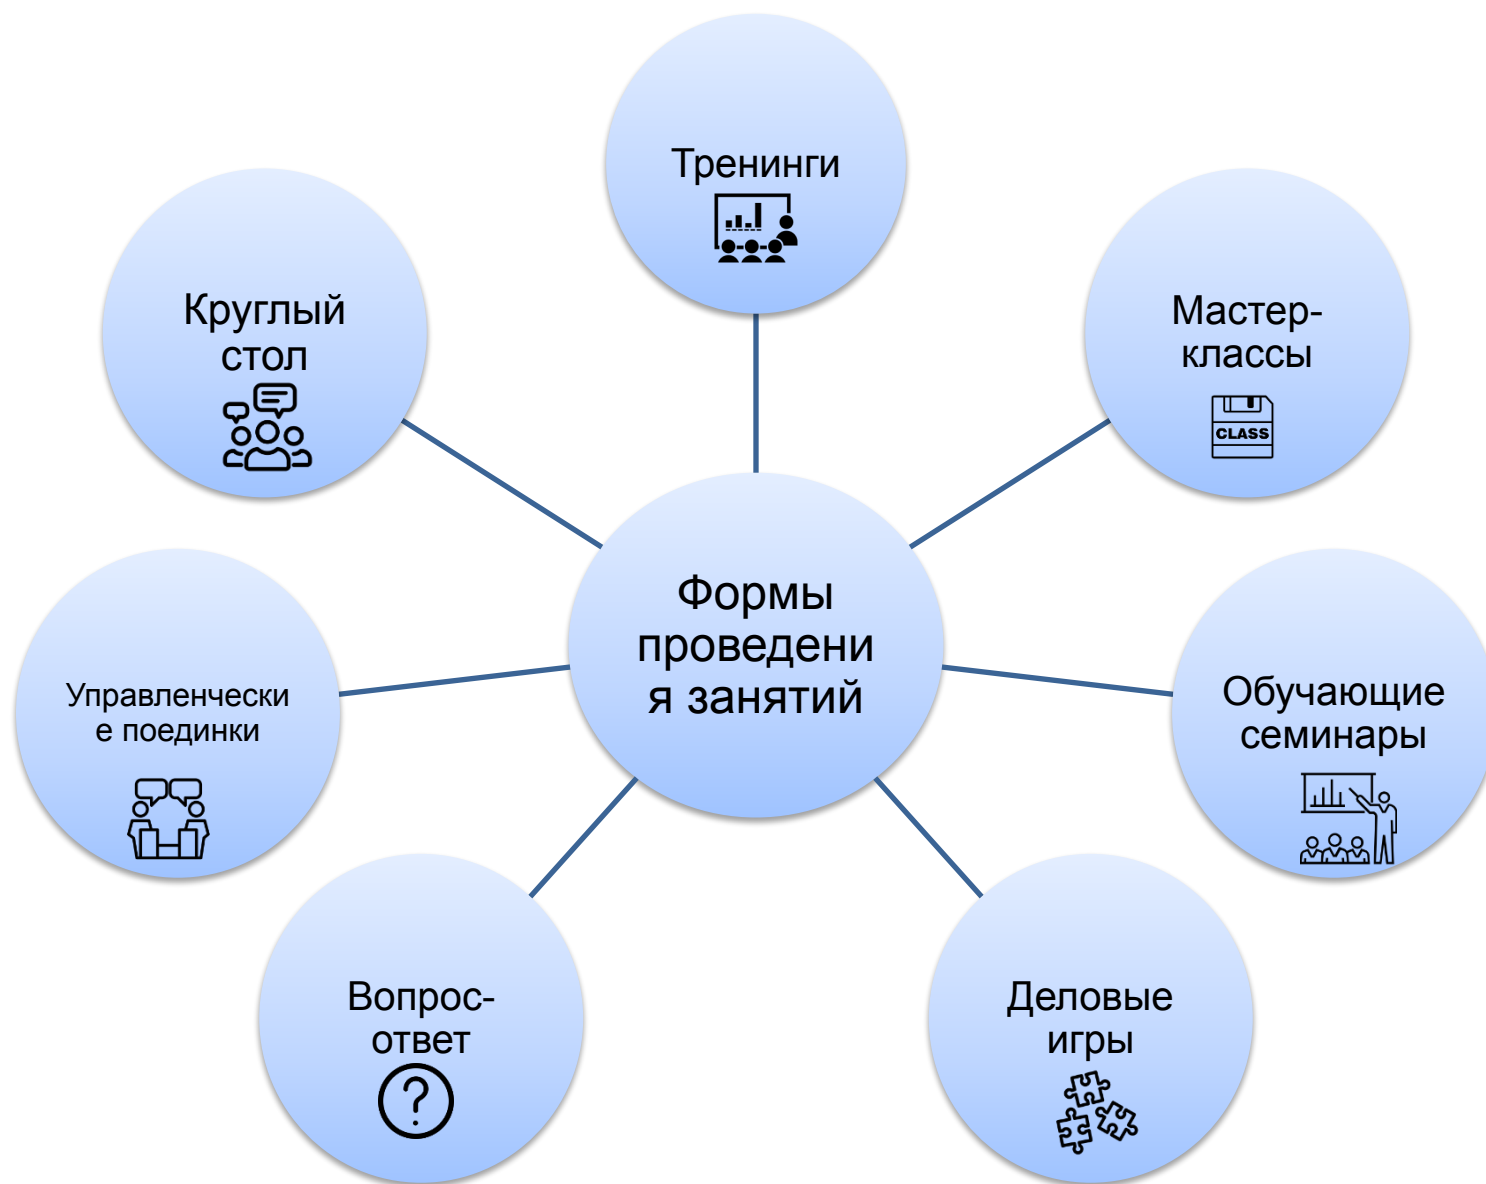 Тренинги
Круглый
стол
Мастер-
классы
CLASS
Формы
проведени
я занятий
Управленчески
е поединки
Обучающие
семинары
Вопрос-
ответ
?
Деловые
игры